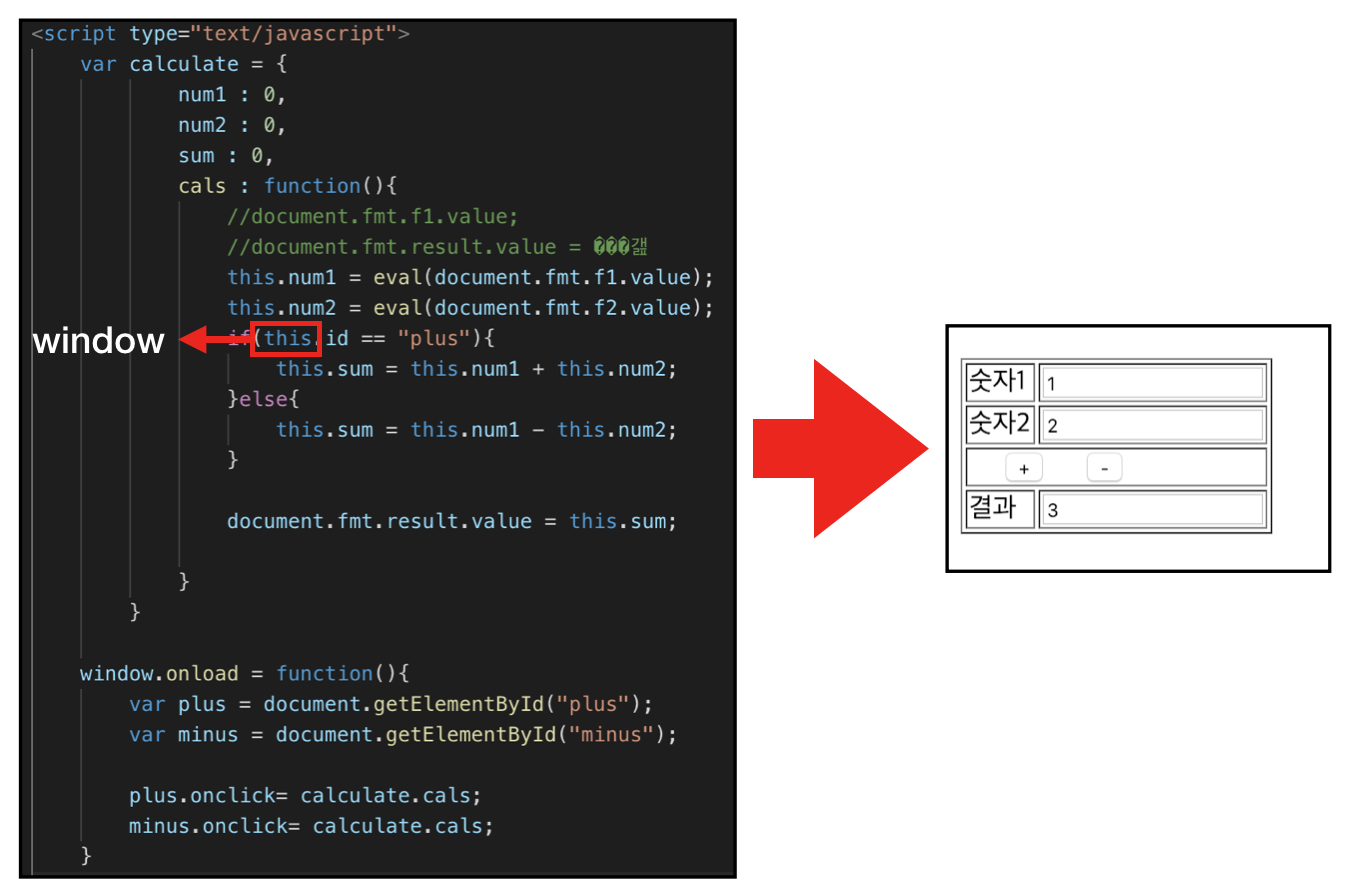 <script type="text/javascript">
var calculate = {
num1 : 0,
num2 : 0,
sum : 0,
cals : function(){
//document.fmt.f1.value;
//document.fmt.result.value = ���갪
this.num1 = eval(document.fmt.f1.value);
this.num2 = eval(document.fmt.f2.value);
window
if(this.id == "plus"){
this.sum = this.num1 + this.num2;
}else{
this.sum = this.num1 - this.num2;
}
document.fmt.result.value = this.sum;
}
}
window.onload = function(){
var plus = document.getElementById("plus");
var minus = document.getElementById("minus");
plus.onclick= calculate.cals;
minus.onclick= calculate.cals;
}
숫자1 1
숫자2 2
+ -
결과 3